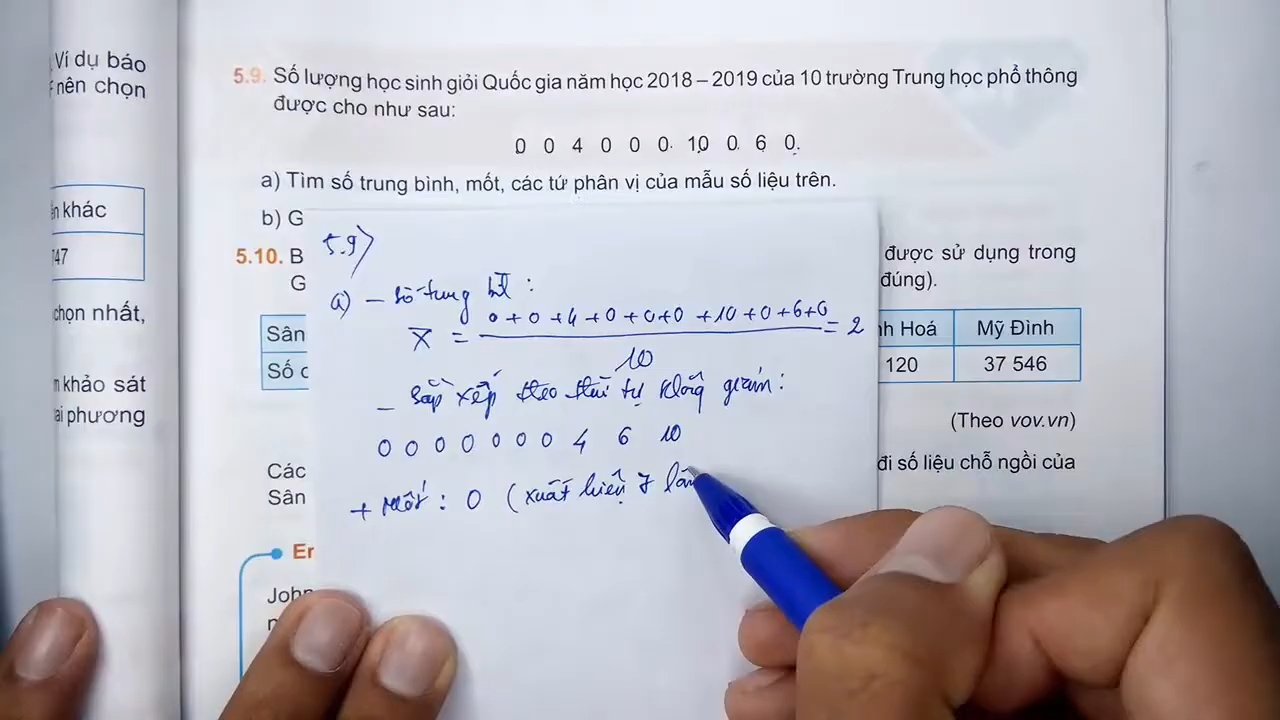 Ví dụ báo
nên chọn
khác
747
chọn nhất,
khảo sát
ai phương
5.9. Số lượng học sinh giỏi Quốc gia năm học 2018 – 2019 của 10 trường Trung học phổ thông
được cho như sau:
0 0 4 0 0 0 10 0 6 0.
a) Tìm số trung bình, mốt, các tứ phân vị của mẫu số liệu trên.
b) G
5.9)
a) – Số trung bình :
X̄ = 0 + 0 + 4 + 0 + 0 + 0 + 10 + 0 + 6 + 0 = 2
10
– Sắp xếp theo thứ tự không giảm :
0 0 0 0 0 0 0 4 6 10
+ Mốt : 0 (xuất hiện 7 lần
5.10. B
được sử dụng trong
G
đúng).
Sân
nh Hoá Mỹ Đình
Số c
120 37 546
(Theo vov.vn)
Các
đi số liệu chỗ ngồi của
Sân
Er
John